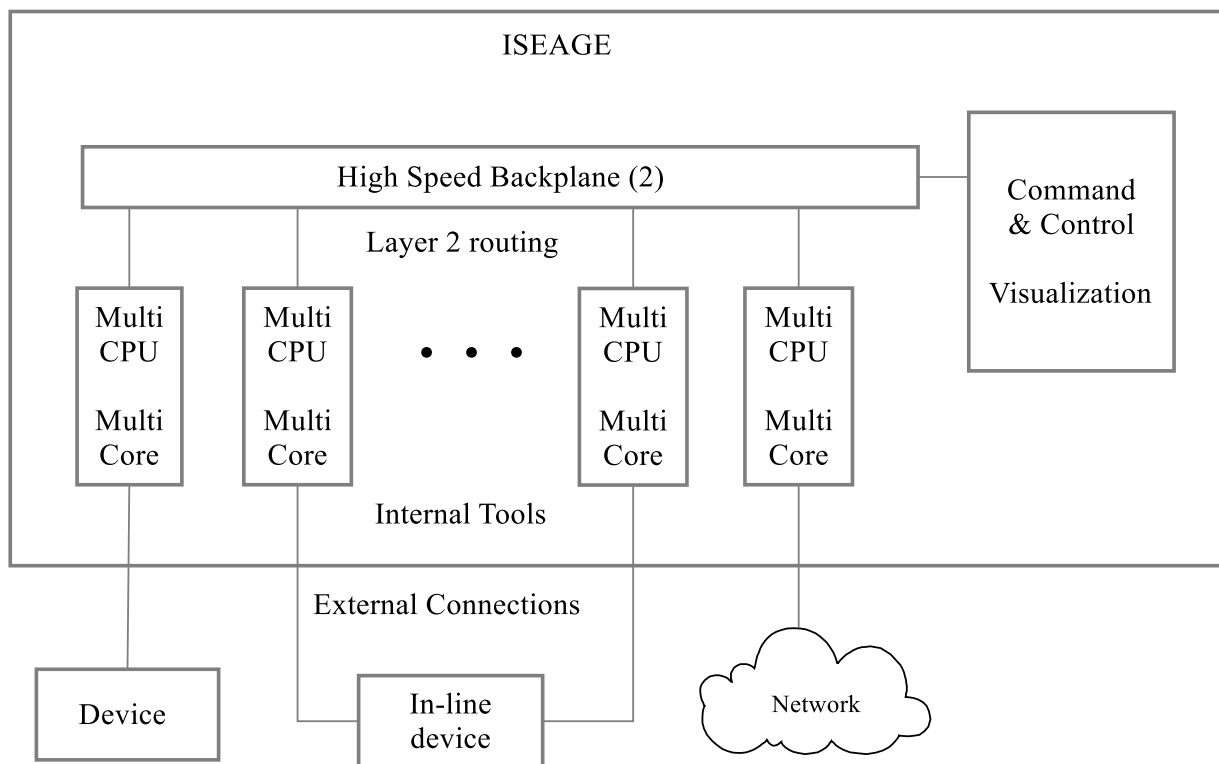 ISEAGE
High Speed Backplane (2)
Command
& Control
Visualization
Layer 2 routing
Multi
CPU
Multi
Core
Multi
CPU
Multi
Core
Multi
CPU
Multi
Core
Multi
CPU
Multi
Core
Internal Tools
External Connections
Device
In-line
device
Network